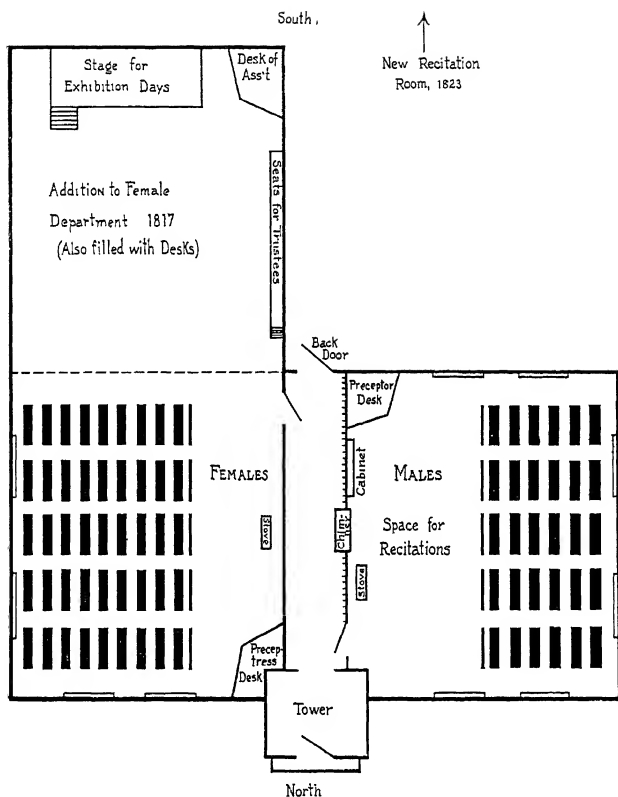 South,
New Recitation
Room, 1823
Stage for
Exhibition Days
Desk of
Ass't
Addition to Female
Department 1817
(Also filled with Desks)
Seats for Trustees
Back
Door
Preceptor
Desk
Cabinet
FEMALES
MALES
Stove
Space for
Recitations
Stove
Precep-
tress
Desk
Tower
North